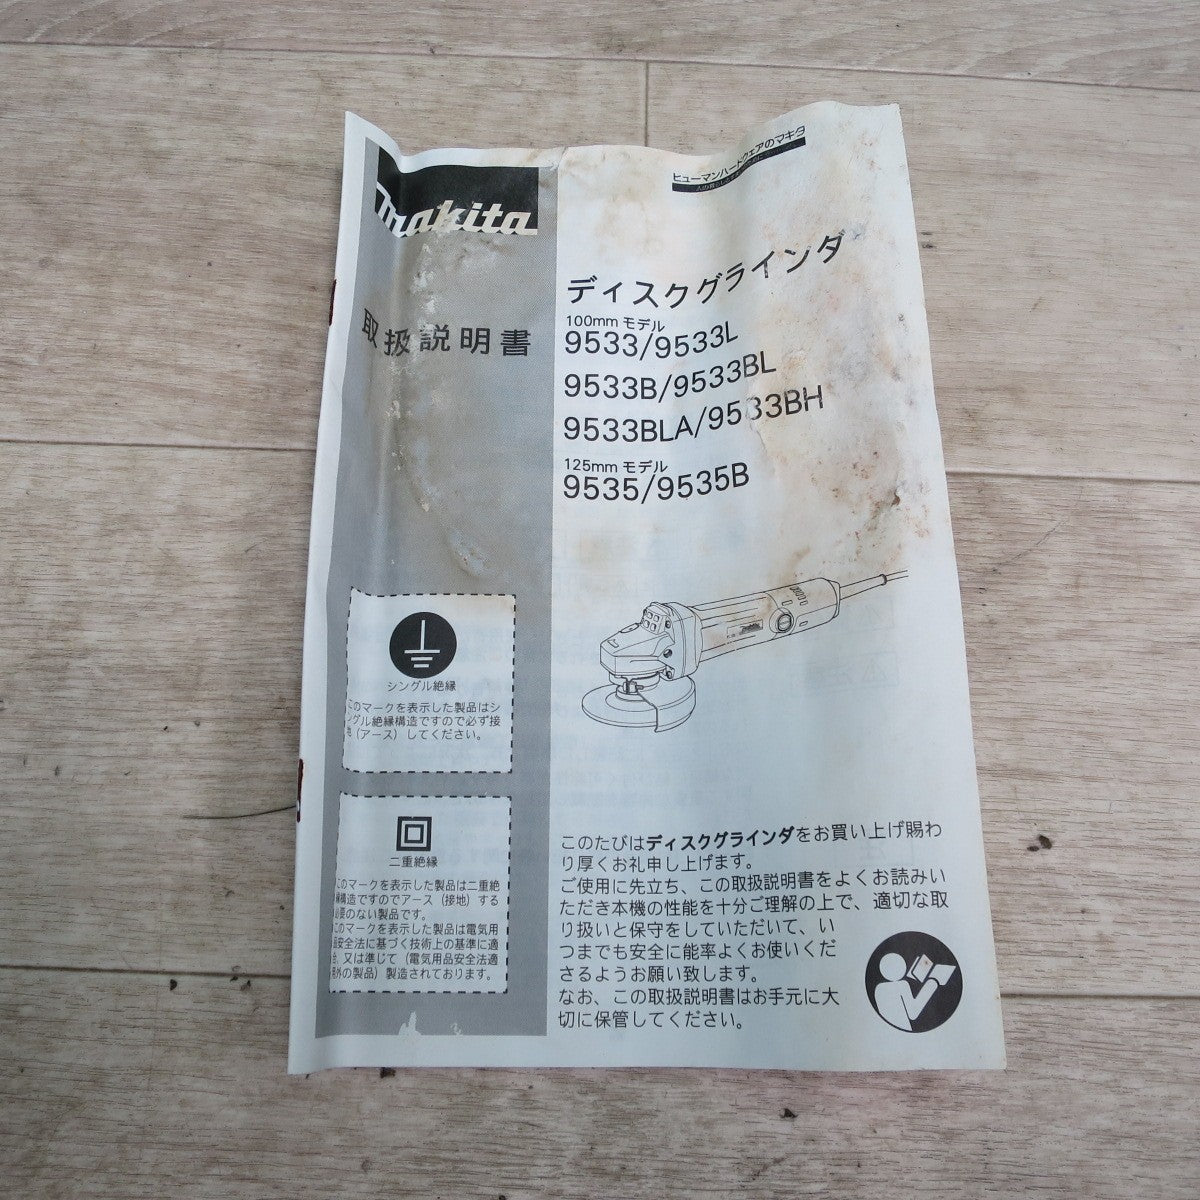 makita
取扱説明書
ヒューマンハードウェアのマキタ
ディスクグラインダ
100mm モデル
9533/9533L
9533B/9533BL
9533BLA/9533BH
125mm モデル
9535/9535B
シングル絶縁
このマークを表示した製品はシ
ングル絶縁構造ですので必ず接
地（アース）してください。
二重絶縁
このマークを表示した製品は二重絶
縁構造ですのでアース（接地）する
必要のない製品です。
このマークを表示した製品は電気用
品安全法に基づく技術上の基準に適
合、又は準じて（電気用品安全法適
用外の製品）製造されております。
このたびはディスクグラインダをお買い上げ賜わ
り厚くお礼申し上げます。
ご使用に先立ち、この取扱説明書をよくお読みい
ただき本機の性能を十分ご理解の上で、適切な取
り扱いと保守をしていただいて、い
つまでも安全に能率よくお使いくだ
さるようお願い致します。
なお、この取扱説明書はお手元に大
切に保管してください。